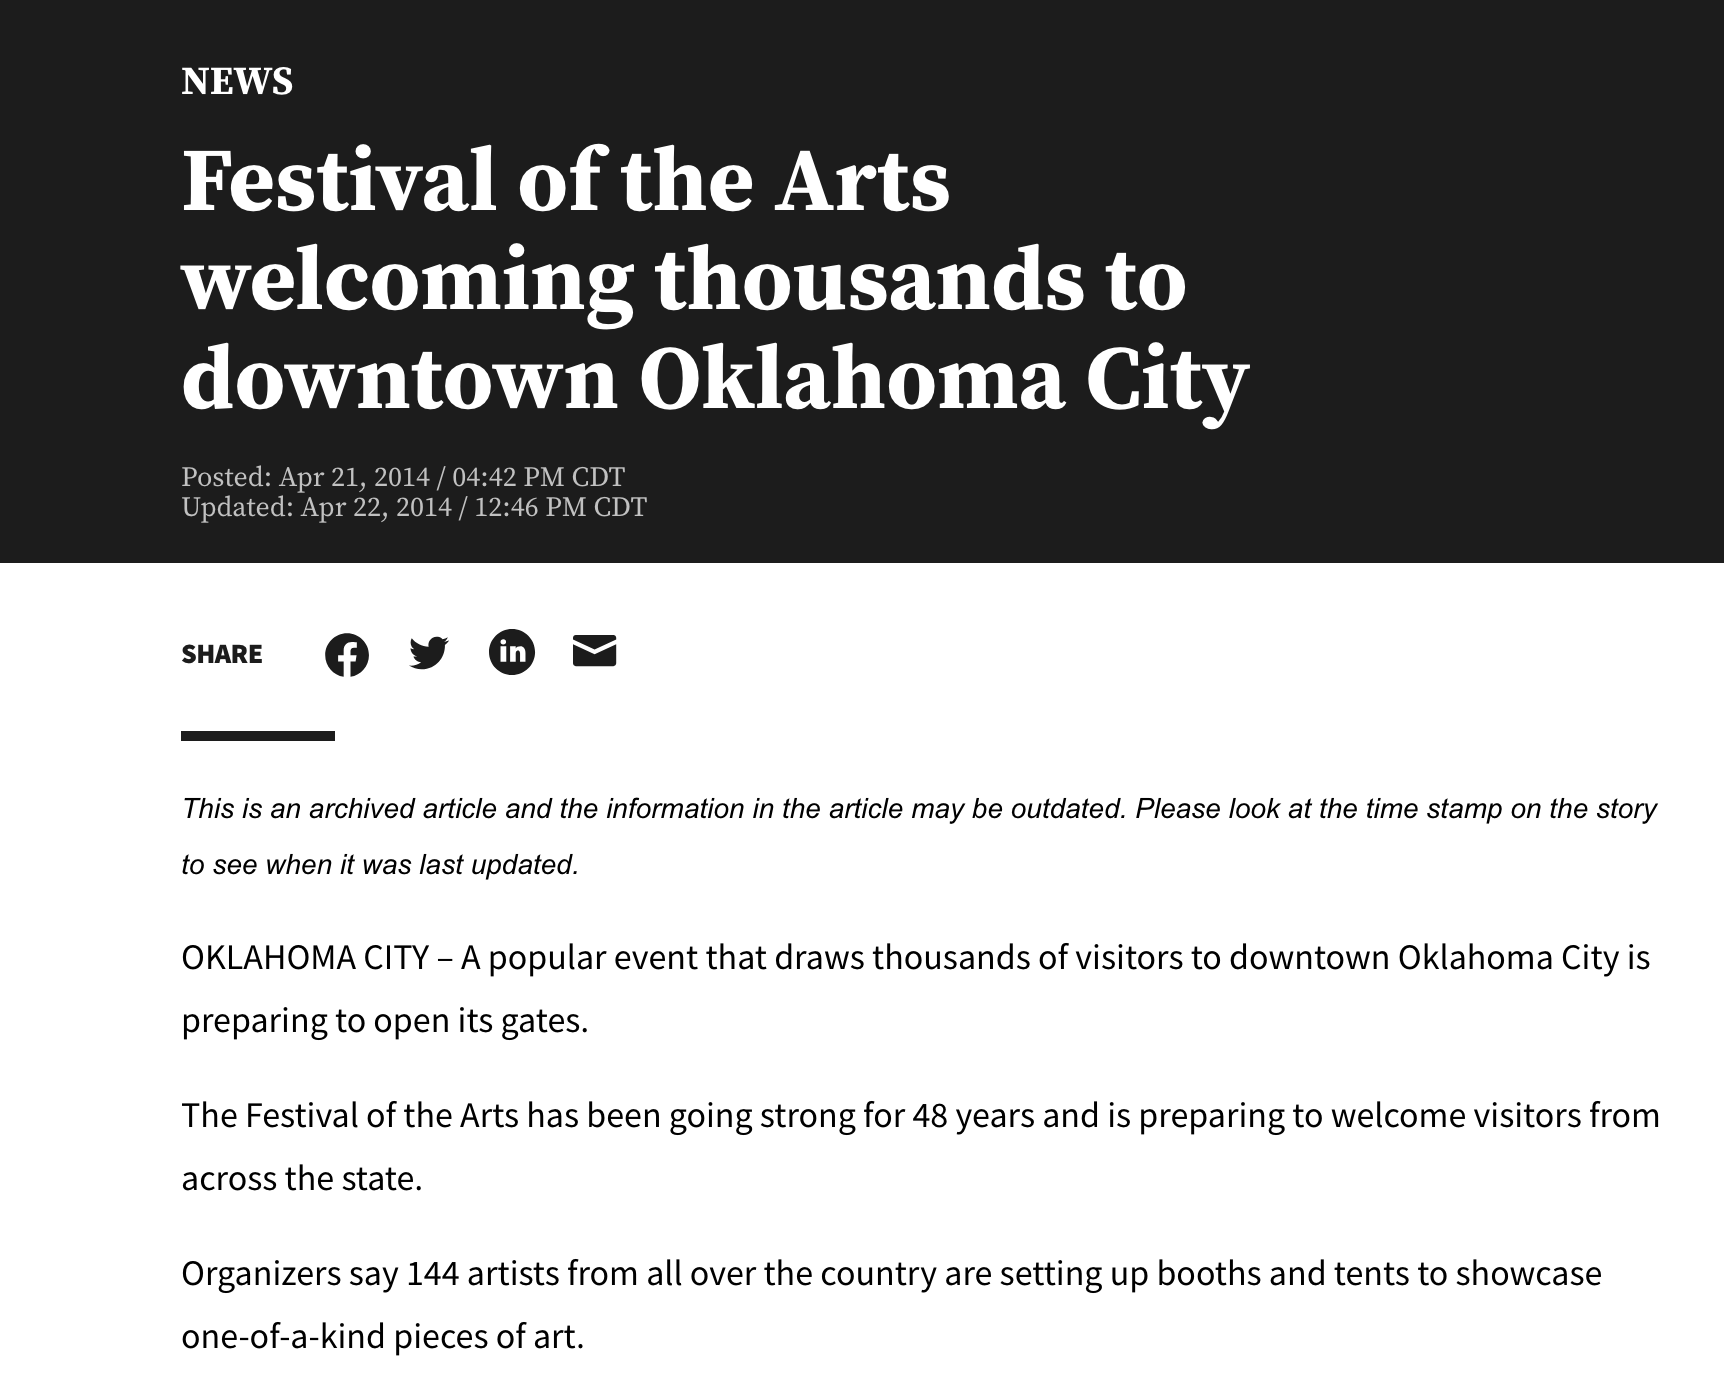 NEWS
Festival of the Arts
welcoming thousands to
downtown Oklahoma City
Posted: Apr 21, 2014 / 04:42 PM CDT
Updated: Apr 22, 2014 / 12:46 PM CDT
SHARE
This is an archived article and the information in the article may be outdated. Please look at the time stamp on the story
to see when it was last updated.
OKLAHOMA CITY – A popular event that draws thousands of visitors to downtown Oklahoma City is
preparing to open its gates.
The Festival of the Arts has been going strong for 48 years and is preparing to welcome visitors from
across the state.
Organizers say 144 artists from all over the country are setting up booths and tents to showcase
one-of-a-kind pieces of art.